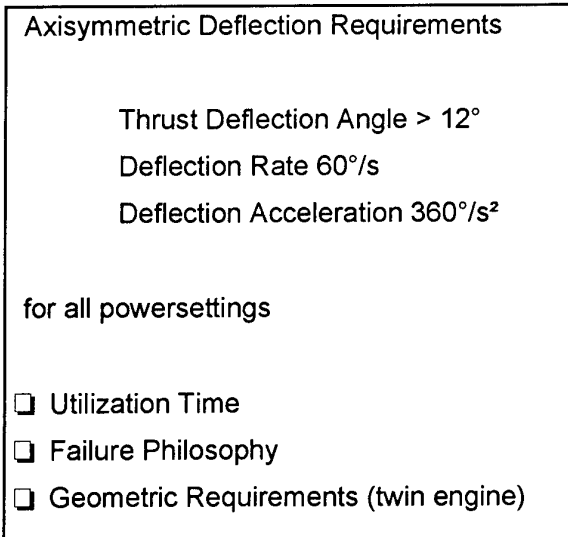 Axisymmetric Deflection Requirements
Thrust Deflection Angle > 12°
Deflection Rate 60°/s
Deflection Acceleration 360°/s²
for all powersettings
❑ Utilization Time
❑ Failure Philosophy
❑ Geometric Requirements (twin engine)